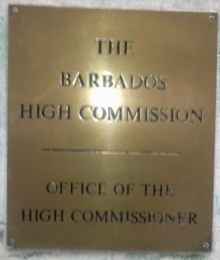 THE
BARBADOS
HIGH COMMISSION
OFFICE OF THE
HIGH COMMISSIONER